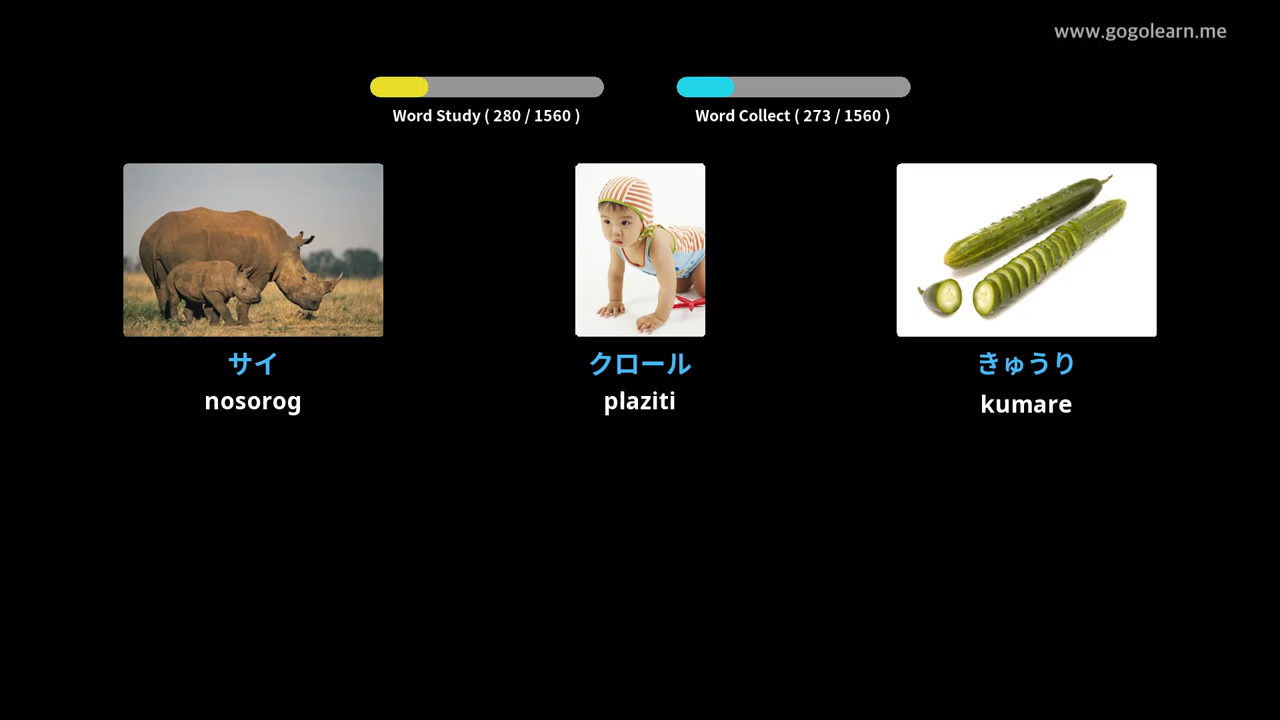 www.gogolearn.me
Word Study ( 280 / 1560 )
Word Collect ( 273 / 1560 )
サイ
クロール
きゅうり
nosorog
plaziti
kumare